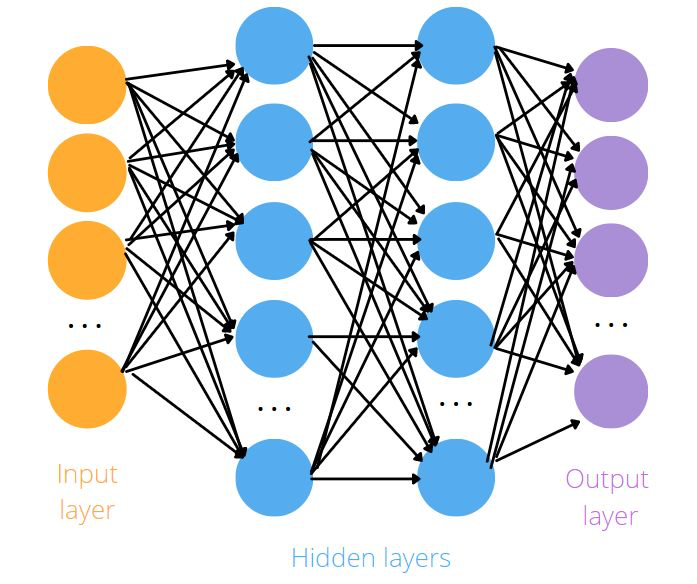 Input
layer
Hidden layers
Output
layer